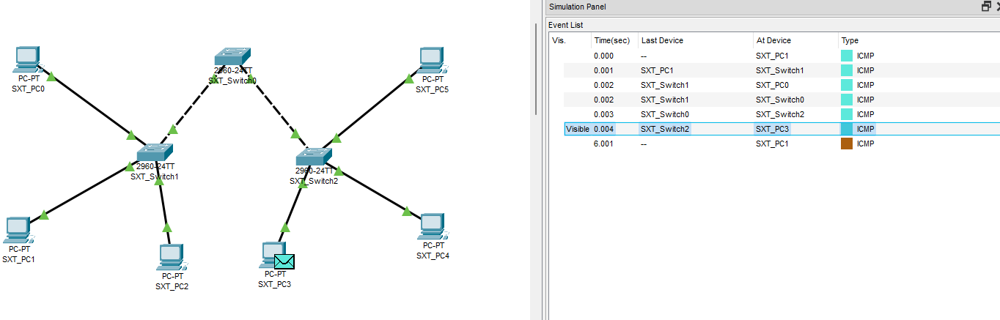 Simulation Panel
Event List
Vis. Time(sec) Last Device At Device Type
0.000 -- SXT_PC1 ICMP
0.001 SXT_PC1 SXT_Switch1 ICMP
0.002 SXT_Switch1 SXT_PC0 ICMP
0.002 SXT_Switch1 SXT_Switch0 ICMP
0.003 SXT_Switch0 SXT_Switch2 ICMP
Visible 0.004 SXT_Switch2 SXT_PC3 ICMP
6.001 -- SXT_PC1 ICMP
PC-PT
SXT_PC0
2960-24TT
SXT_Switch0
PC-PT
SXT_PC5
2960-24TT
SXT_Switch1
2960-24TT
SXT_Switch2
PC-PT
SXT_PC1
PC-PT
SXT_PC2
PC-PT
SXT_PC3
PC-PT
SXT_PC4